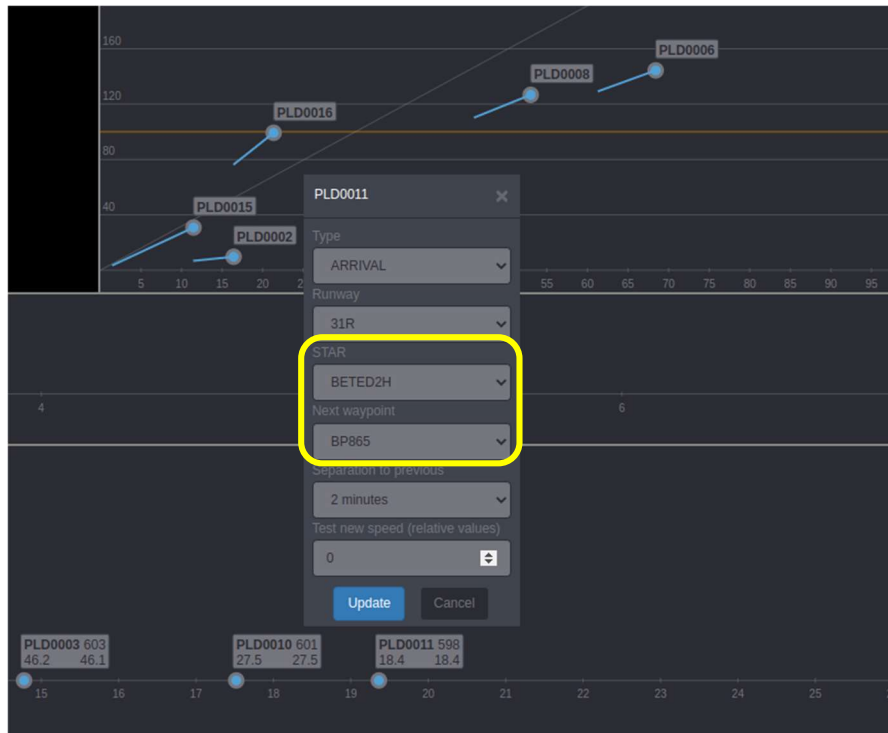 160
PLD0006
PLD0008
120
PLD0016
80
PLD0011 ×
40
PLD0015
PLD0002
Type
ARRIVAL
5 10 15 20 2 55 60 65 70 75 80 85 90 95
Runway
31R
STAR
BETED2H
4 6
Next waypoint
BP865
Separation to previous
2 minutes
Test new speed (relative values)
0
Update Cancel
PLD0003 603 PLD0010 601 PLD0011 598
46.2 46.1 27.5 27.5 18.4 18.4
15 16 17 18 19 20 21 22 23 24 25